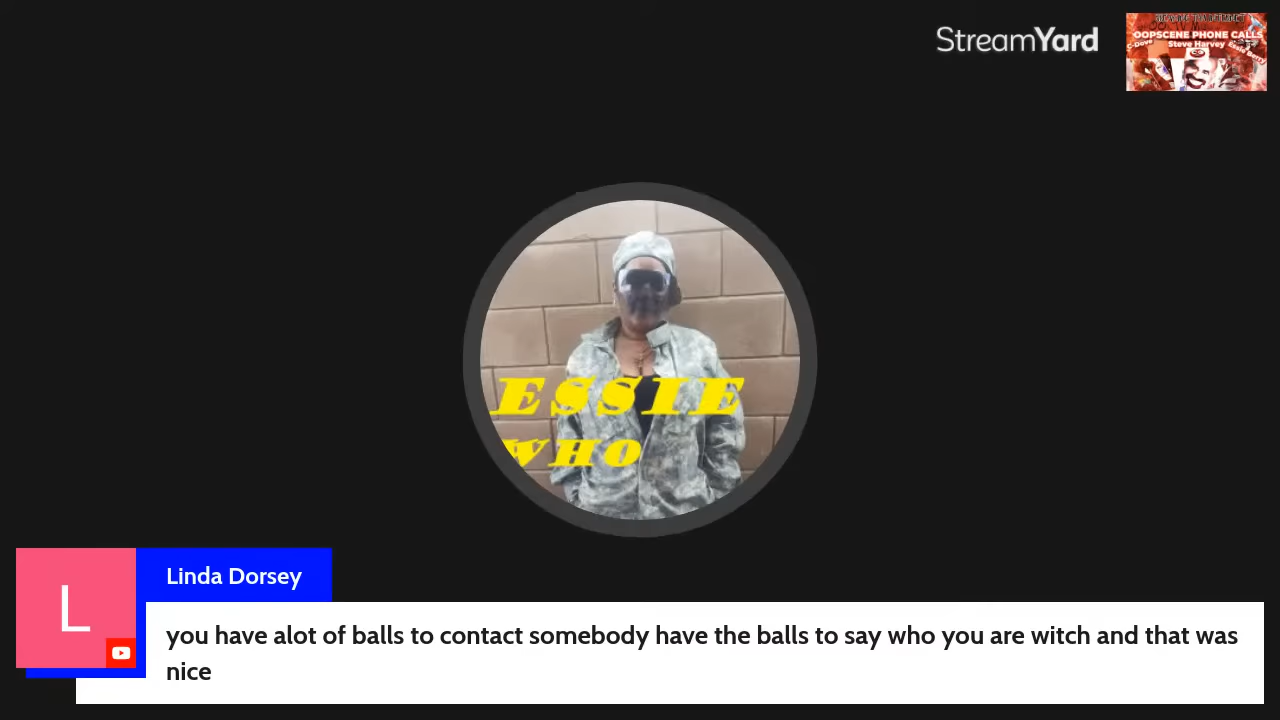 StreamYard
OOPSCENE PHONE CALLS
Steve Harvey
ESSIE
WHO
L
Linda Dorsey
you have alot of balls to contact somebody have the balls to say who you are witch and that was
nice